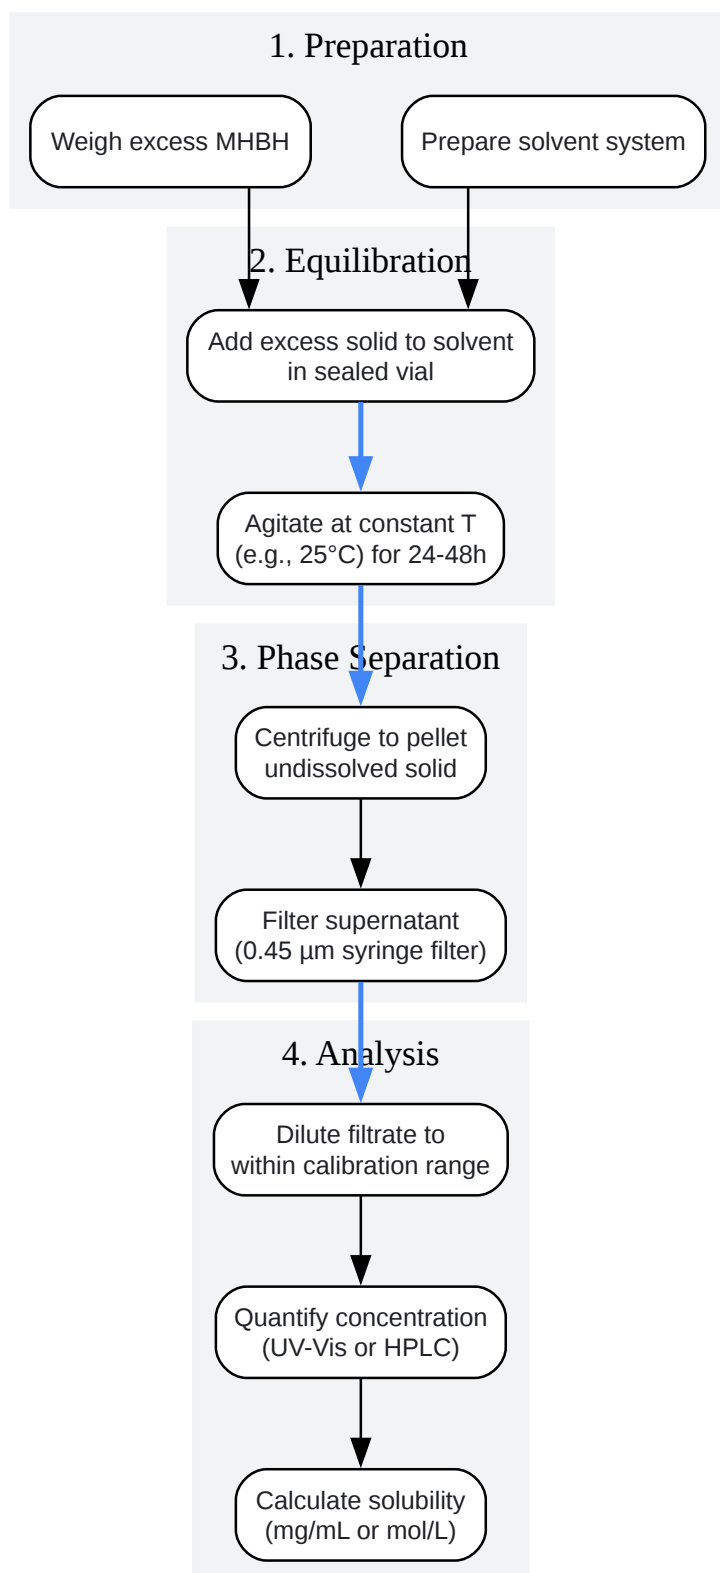 1. Preparation
Weigh excess MHBH
Prepare solvent system
2. Equilibration
Add excess solid to solvent
in sealed vial
Agitate at constant T
(e.g., 25°C) for 24-48h
3. Phase Separation
Centrifuge to pellet
undissolved solid
Filter supernatant
(0.45 µm syringe filter)
4. Analysis
Dilute filtrate to
within calibration range
Quantify concentration
(UV-Vis or HPLC)
Calculate solubility
(mg/mL or mol/L)